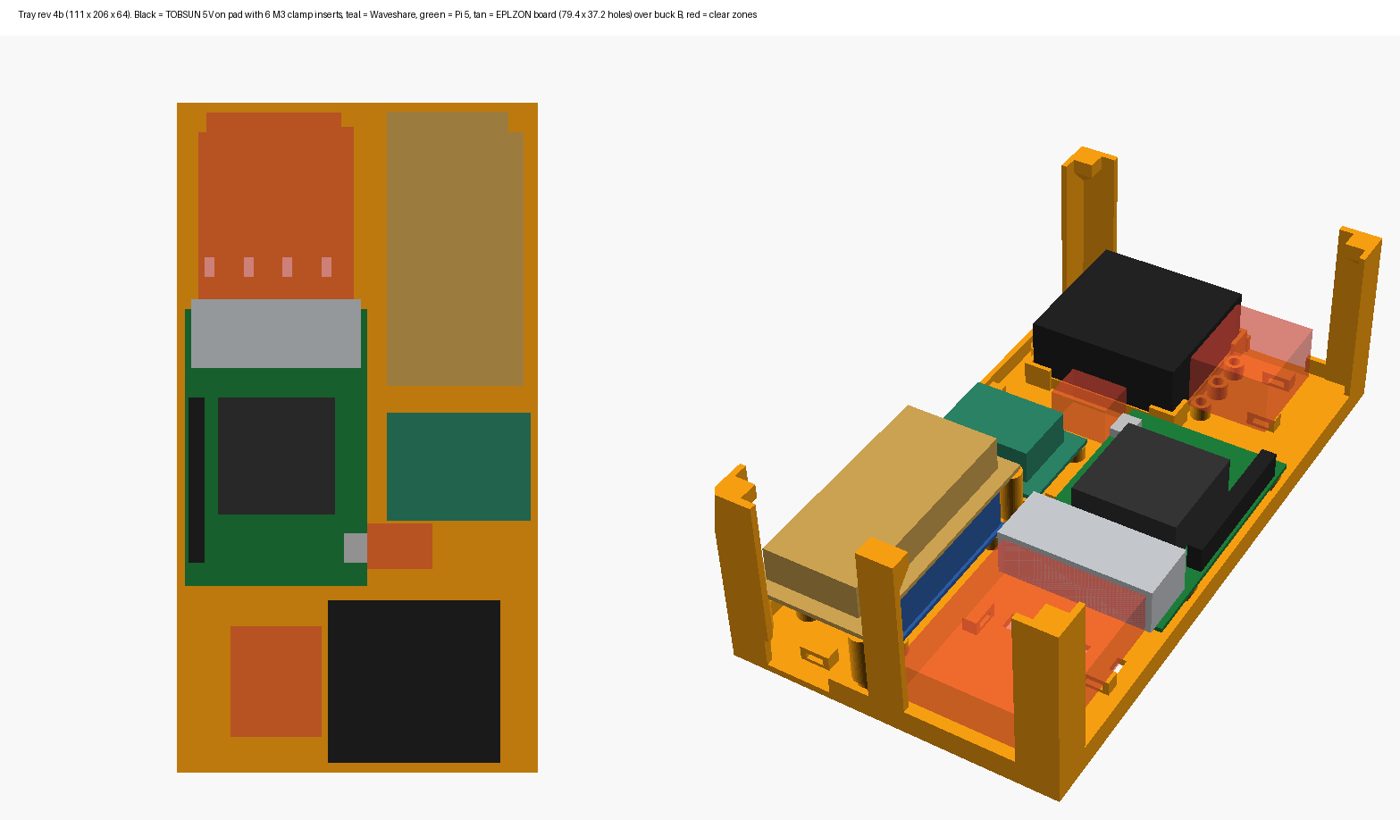 Tray rev 4b (111 x 206 x 64). Black = TOBSUN 5V on pad with 6 M3 clamp inserts, teal = Waveshare, green = Pi 5, tan = EPLZON board (79.4 x 37.2 holes) over buck B, red = clear zones